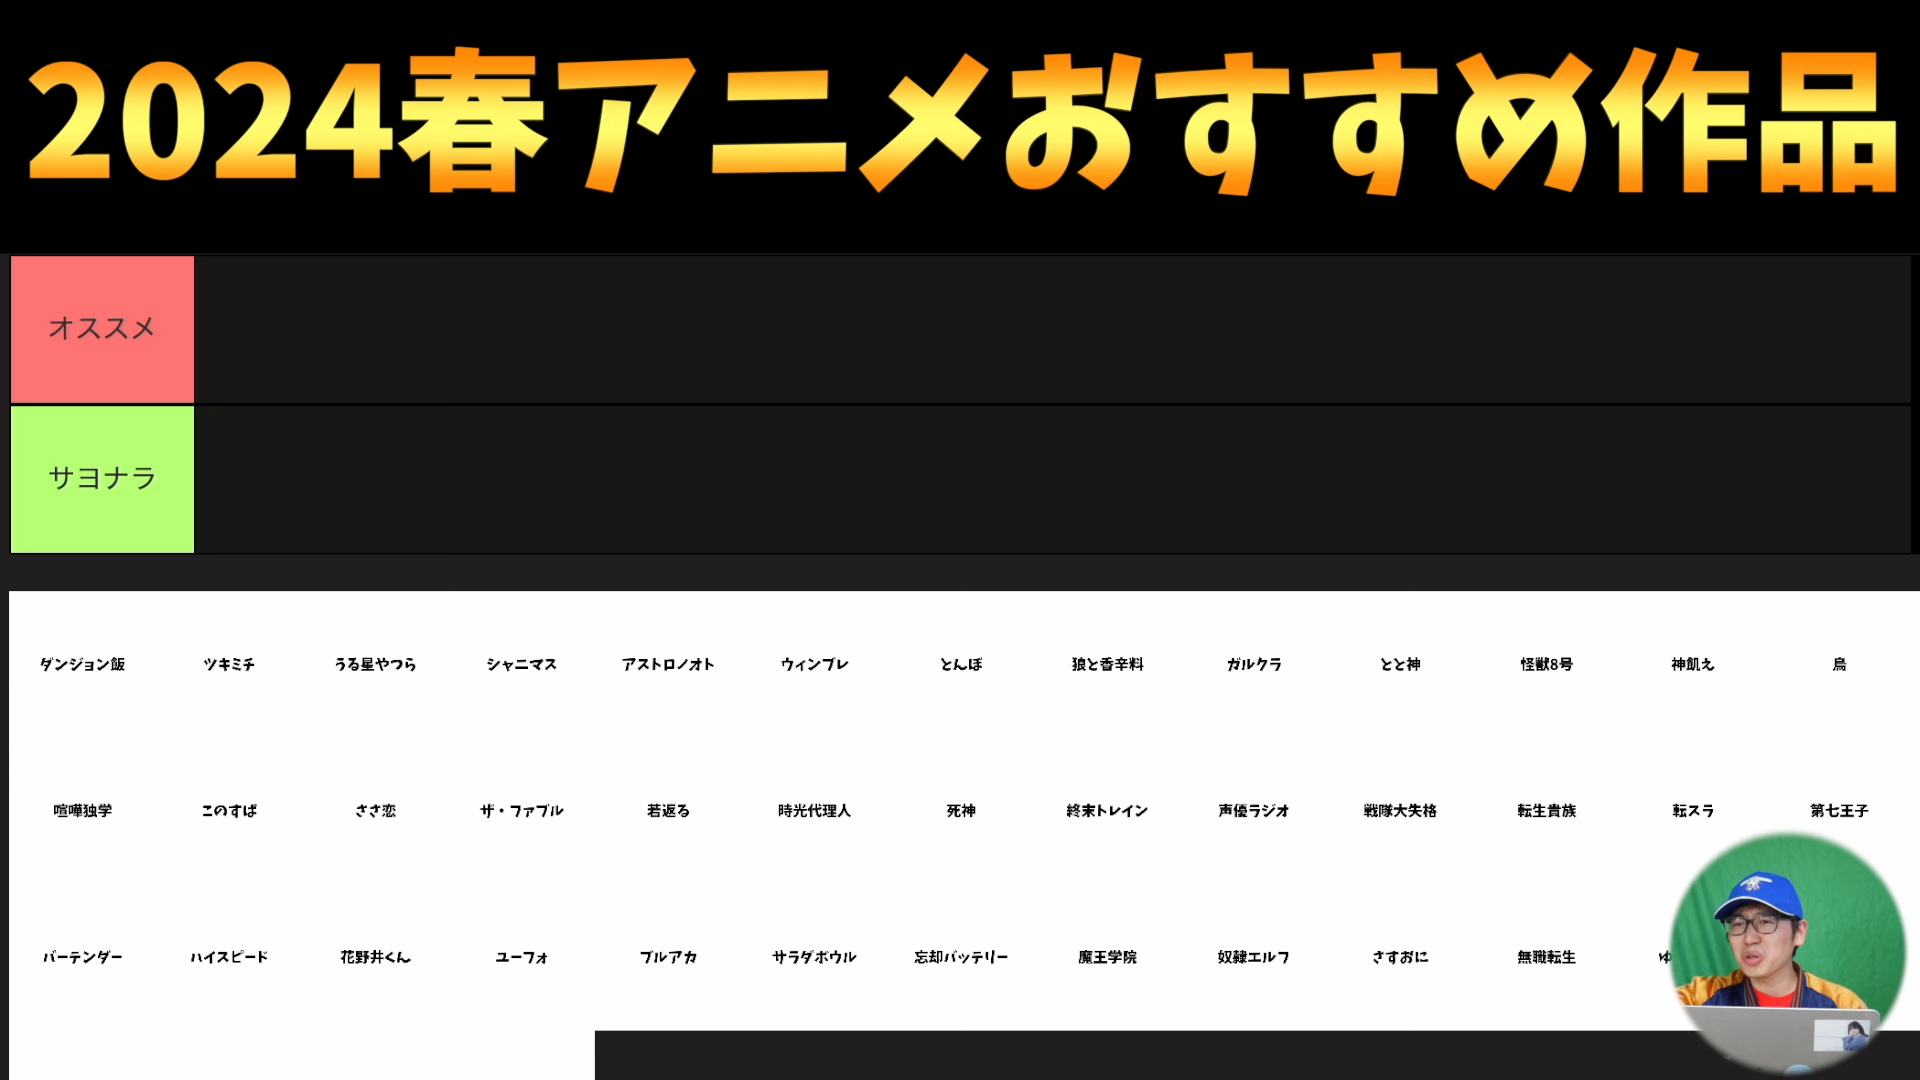 2024春アニメおすすめ作品
オススメ
サヨナラ
ダンジョン飯 ツキミチ うる星やつら シャニマス アストロノオト ウィンブレ とんぼ 狼と香辛料 ガルクラ とと神 怪獣8号 神飢え 烏
喧嘩独学 このすば ささ恋 ザ・ファブル 若返る 時光代理人 死神 終末トレイン 声優ラジオ 戦隊大失格 転生貴族 転スラ 第七王子
バーテンダー ハイスピード 花野井くん ユーフォ ブルアカ サラダボウル 忘却バッテリー 魔王学院 奴隷エルフ さすおに 無職転生